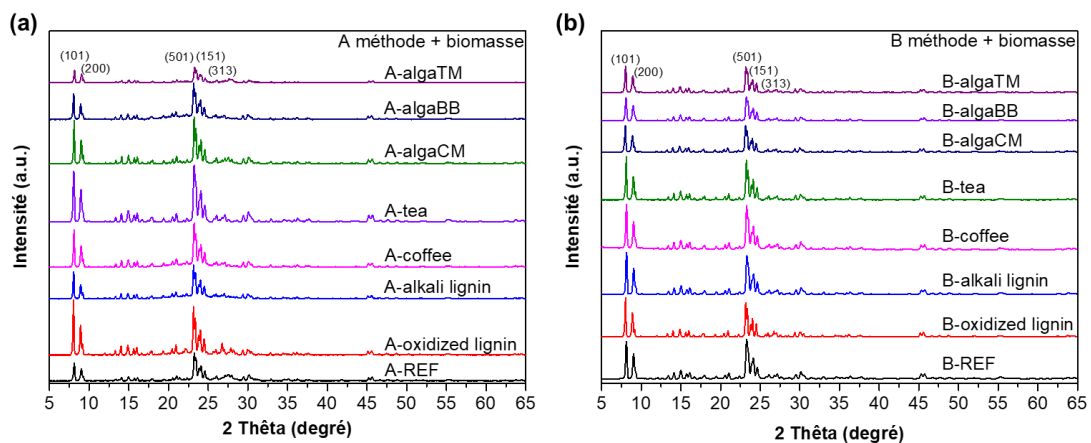 (a)
A méthode + biomasse
(101)
(200)
(501)
(151)
(313)
A-algaTM
A-algaBB
A-algaCM
A-tea
A-coffee
A-alkali lignin
A-oxidized lignin
A-REF
Intensité (a.u.)
5 10 15 20 25 30 35 40 45 50 55 60 65
2 Thêta (degré)
(b)
B méthode + biomasse
(101)
(200)
(501)
(151)
(313)
B-algaTM
B-algaBB
B-algaCM
B-tea
B-coffee
B-alkali lignin
B-oxidized lignin
B-REF
Intensité (a.u.)
5 10 15 20 25 30 35 40 45 50 55 60 65
2 Thêta (degré)